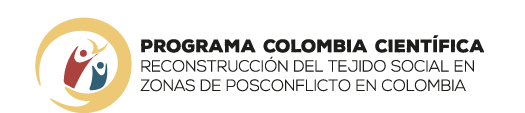 PROGRAMA COLOMBIA CIENTÍFICA
RECONSTRUCCIÓN DEL TEJIDO SOCIAL EN
ZONAS DE POSCONFLICTO EN COLOMBIA